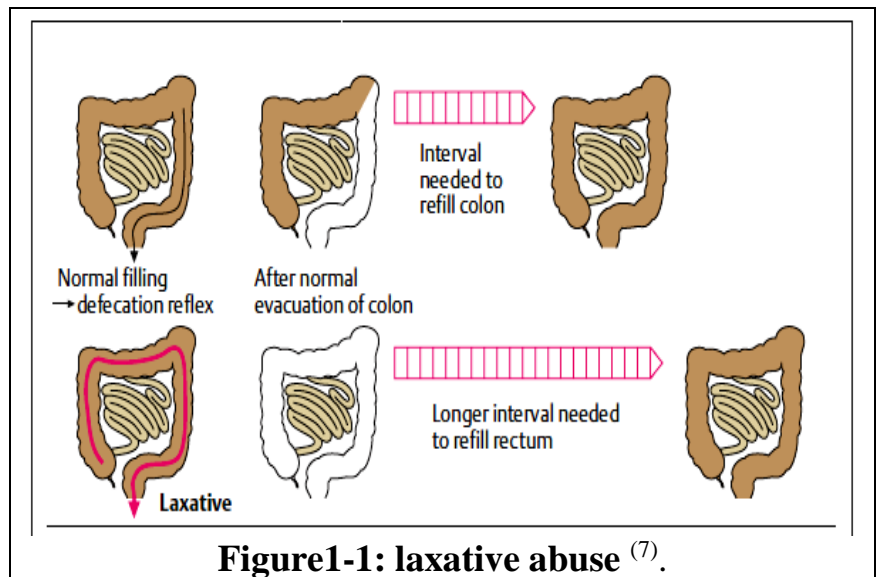 Interval
needed to
refill colon
Normal filling
→ defecation reflex
After normal
evacuation of colon
Longer interval needed
to refill rectum
Laxative
Figure1-1: laxative abuse (7).